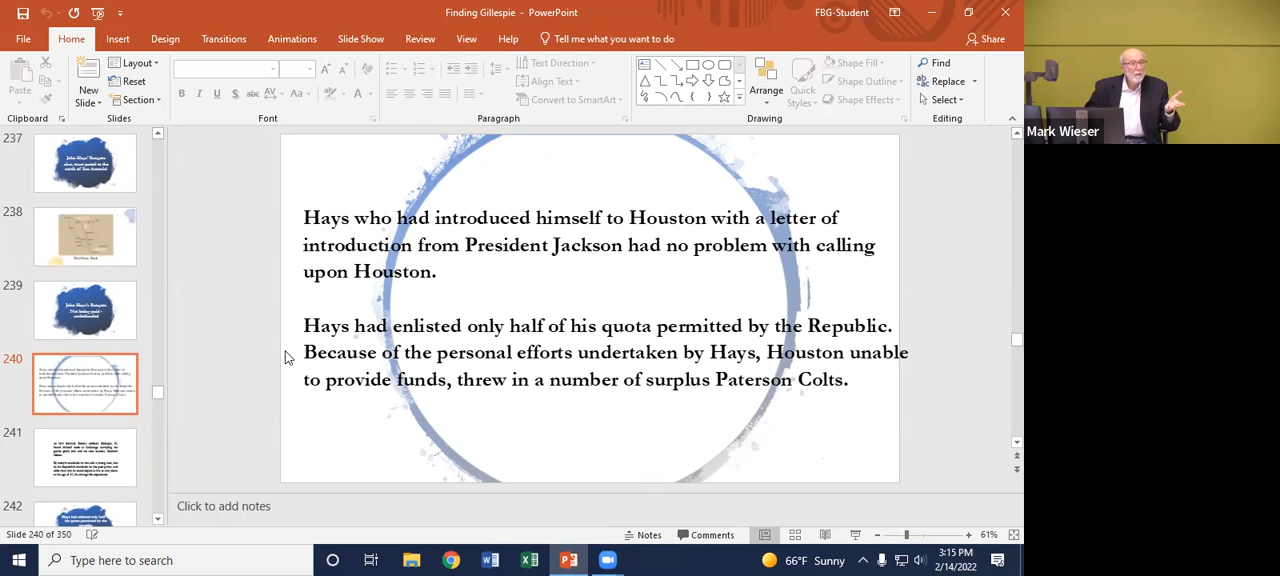 Finding Gillespie - PowerPoint
FBG-Student
File Home Insert Design Transitions Animations Slide Show Review View Help Tell me what you want to do
Share
Paste
New
Slide
Layout
Reset
Section
Text Direction
Align Text
Convert to SmartArt
Arrange
Quick
Styles
Shape Fill
Shape Outline
Shape Effects
Find
Replace
Select
Clipboard
Slides
Font
Paragraph
Drawing
Editing
Mark Wieser
237
238
239
John Hays's Rangers
Not being paid -
240
241
242
Hays who had introduced himself to Houston with a letter of
introduction from President Jackson had no problem with calling
upon Houston.
Hays had enlisted only half of his quota permitted by the Republic.
Because of the personal efforts undertaken by Hays, Houston unable
to provide funds, threw in a number of surplus Paterson Colts.
Click to add notes
Slide 240 of 350
Notes
Comments
61%
Type here to search
66°F Sunny
3:15 PM
2/14/2022